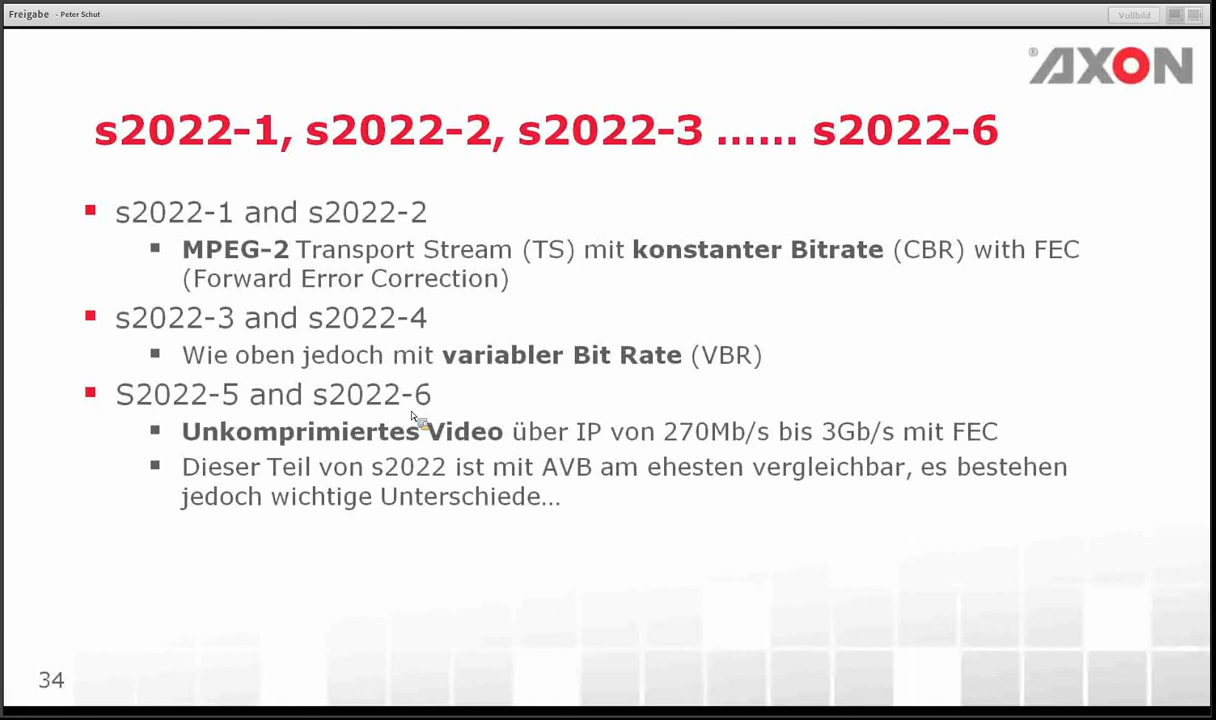 Freigabe - Peter Schut
Vollbild
®AXON
s2022-1, s2022-2, s2022-3 …… s2022-6
s2022-1 and s2022-2
MPEG-2 Transport Stream (TS) mit konstanter Bitrate (CBR) with FEC
(Forward Error Correction)
s2022-3 and s2022-4
Wie oben jedoch mit variabler Bit Rate (VBR)
S2022-5 and s2022-6
Unkomprimiertes Video über IP von 270Mb/s bis 3Gb/s mit FEC
Dieser Teil von s2022 ist mit AVB am ehesten vergleichbar, es bestehen
jedoch wichtige Unterschiede…
34